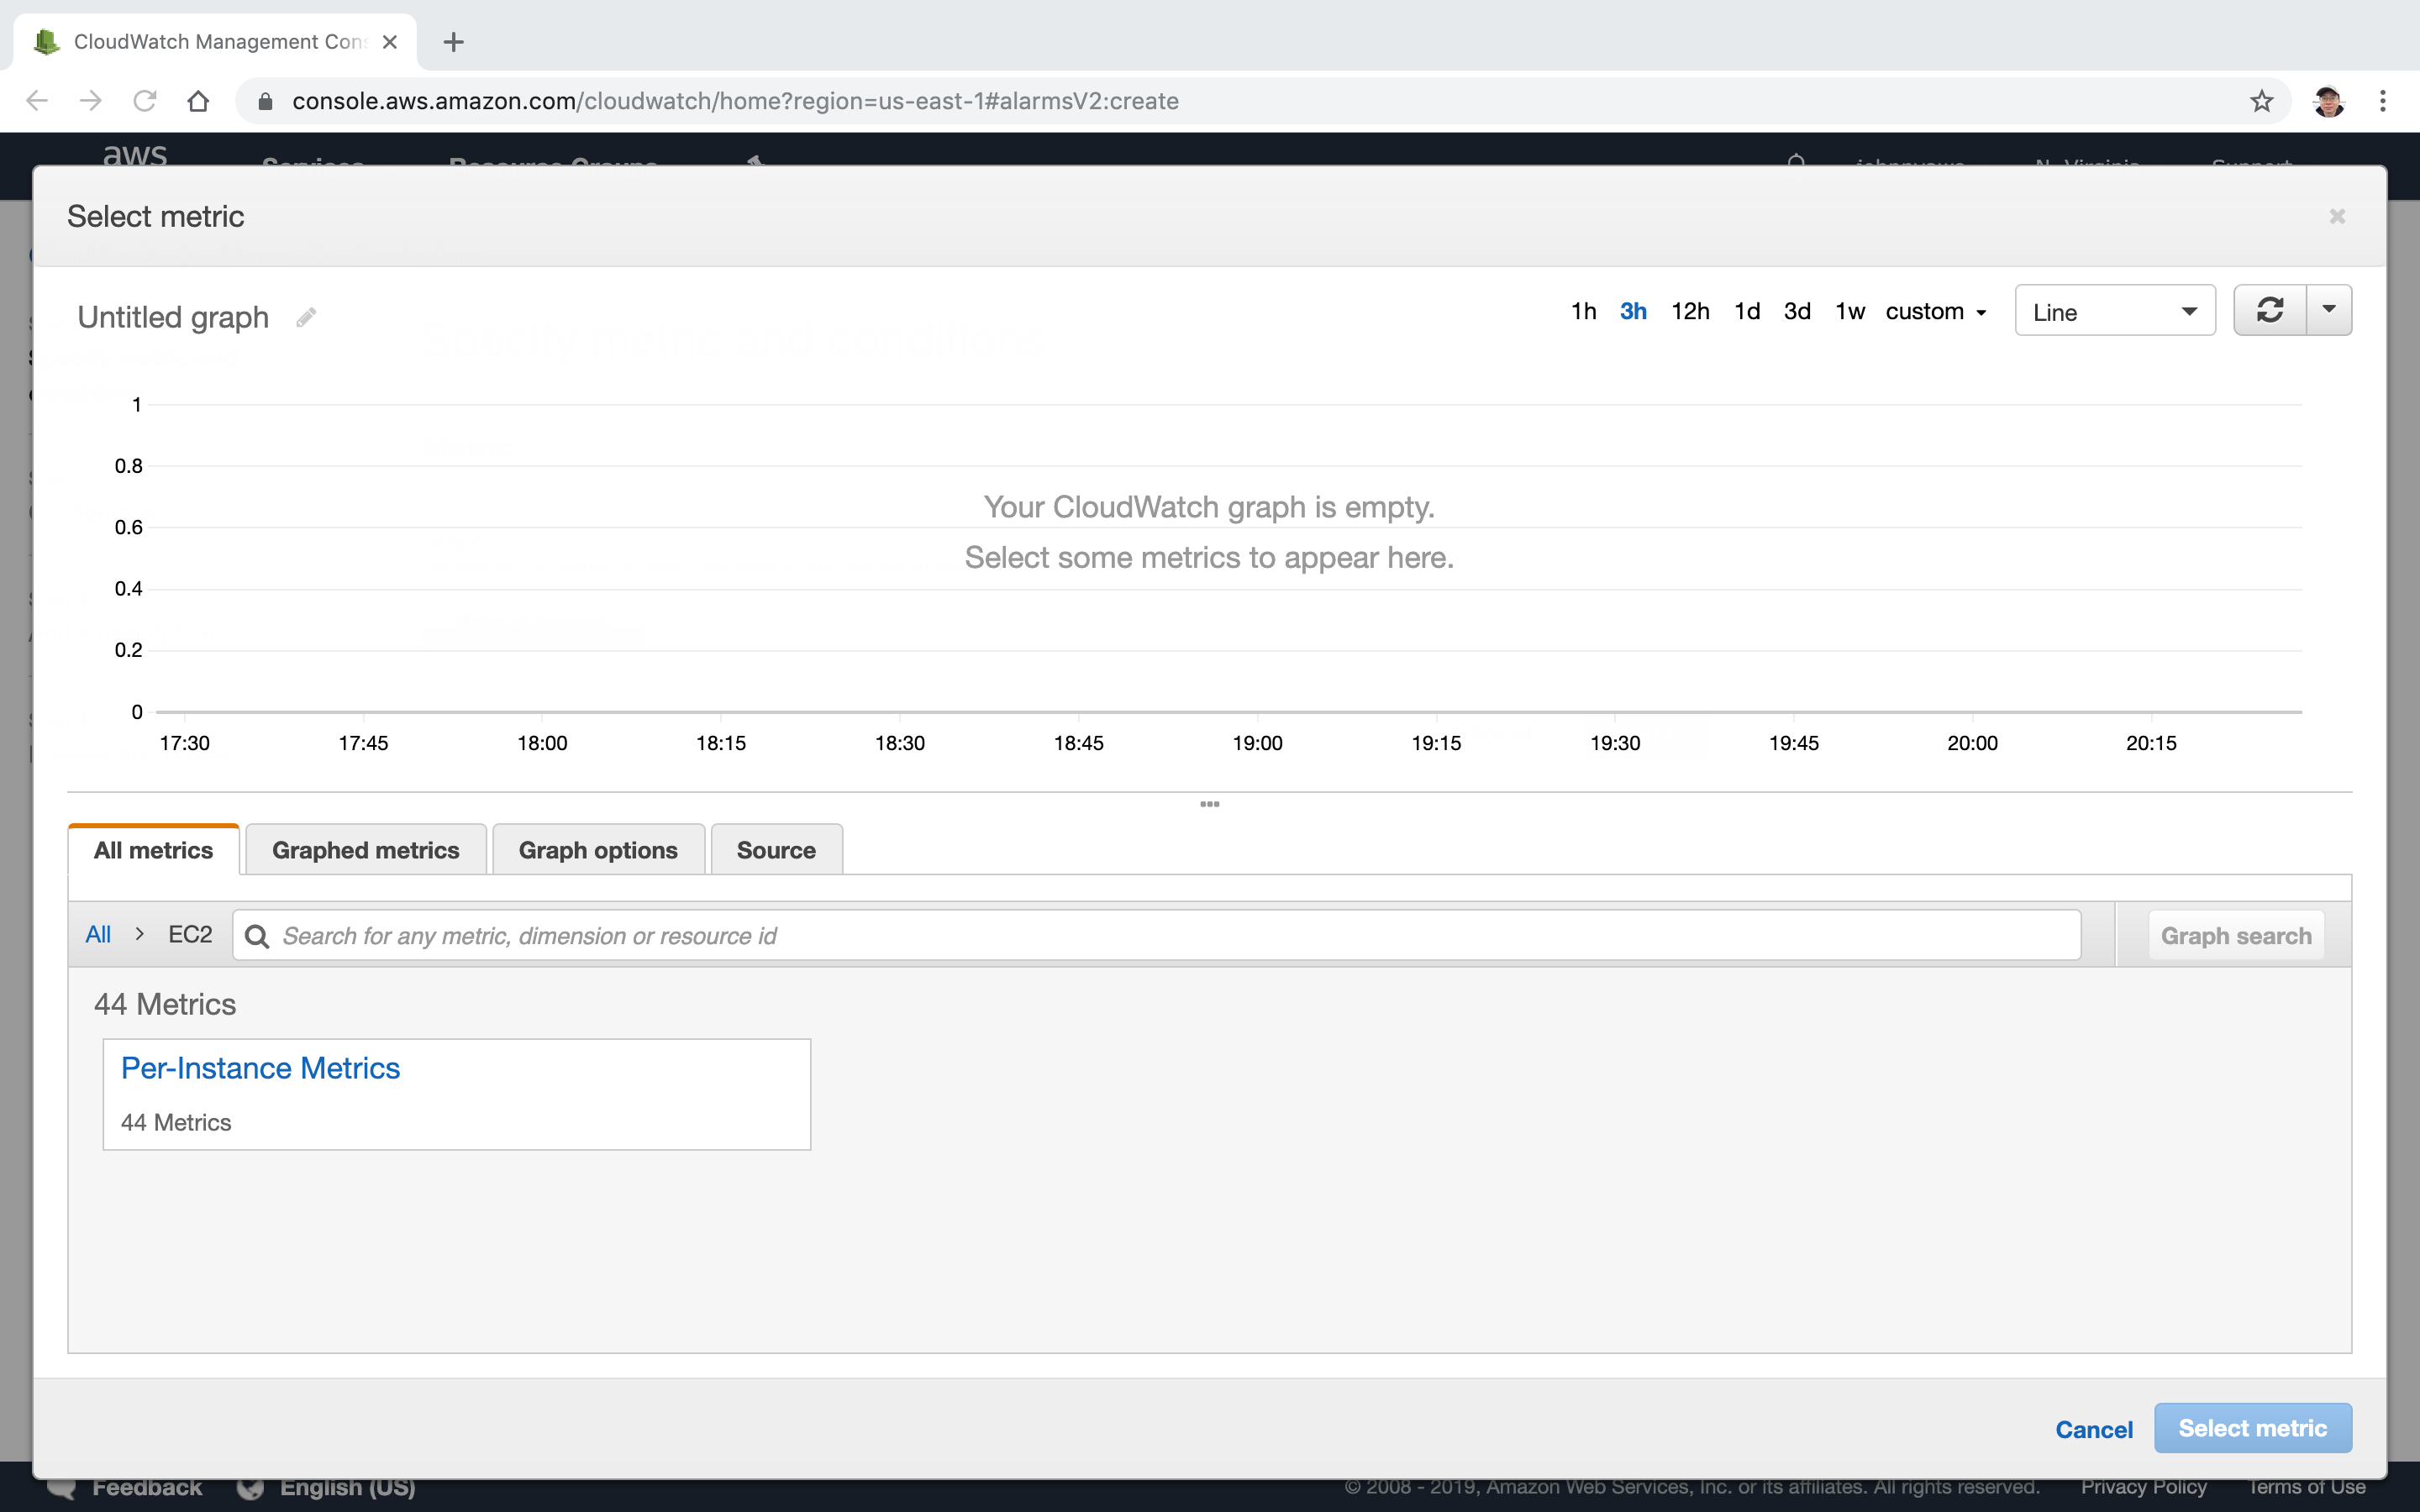 CloudWatch Management Con
console.aws.amazon.com/cloudwatch/home?region=us-east-1#alarmsV2:create
aws Services Resource Groups N. Virginia Support
Select metric
Untitled graph
1h 3h 12h 1d 3d 1w custom Line
1
0.8
0.6
0.4
0.2
0
Your CloudWatch graph is empty.
Select some metrics to appear here.
17:30 17:45 18:00 18:15 18:30 18:45 19:00 19:15 19:30 19:45 20:00 20:15
All metrics Graphed metrics Graph options Source
All > EC2 Search for any metric, dimension or resource id Graph search
44 Metrics
Per-Instance Metrics
44 Metrics
Cancel Select metric
Feedback English (US) © 2008 - 2019, Amazon Web Services, Inc. or its affiliates. All rights reserved. Privacy Policy Terms of Use